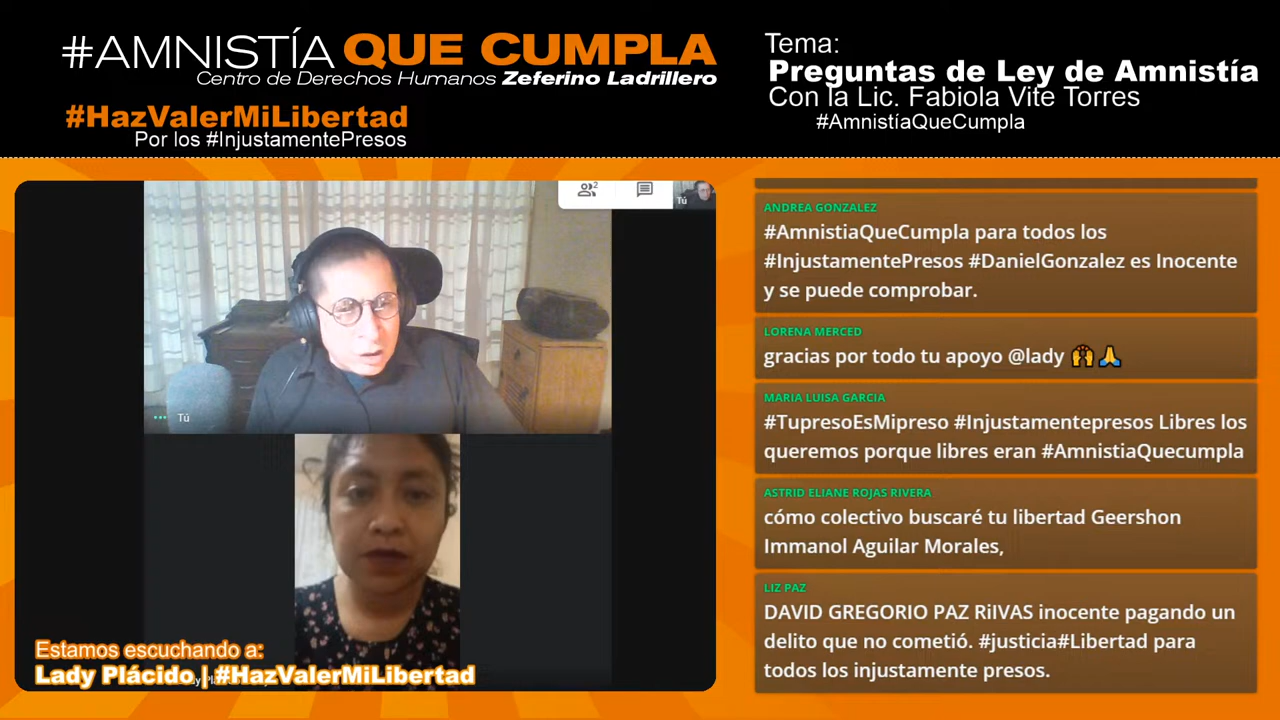 #AMNISTÍA QUE CUMPLA
Centro de Derechos Humanos Zeferino Ladrillero
#HazValerMiLibertad
Por los #InjustamentePresos
Tema:
Preguntas de Ley de Amnistía
Con la Lic. Fabiola Vite Torres
#AmnistíaQueCumpla
2
Tú
Tú
Estamos escuchando a:
Lady Plácido | #HazValerMiLibertad
ANDREA GONZALEZ
#AmnistiaQueCumpla para todos los
#InjustamentePresos #DanielGonzalez es Inocente
y se puede comprobar.
LORENA MERCED
gracias por todo tu apoyo @lady 🙌🙏
MARIA LUISA GARCIA
#TupresoEsMipreso #Injustamentepresos Libres los
queremos porque libres eran #AmnistiaQuecumpla
ASTRID ELIANE ROJAS RIVERA
cómo colectivo buscaré tu libertad Geershon
Immanol Aguilar Morales,
LIZ PAZ
DAVID GREGORIO PAZ RiIVAS inocente pagando un
delito que no cometió. #justicia#Libertad para
todos los injustamente presos.